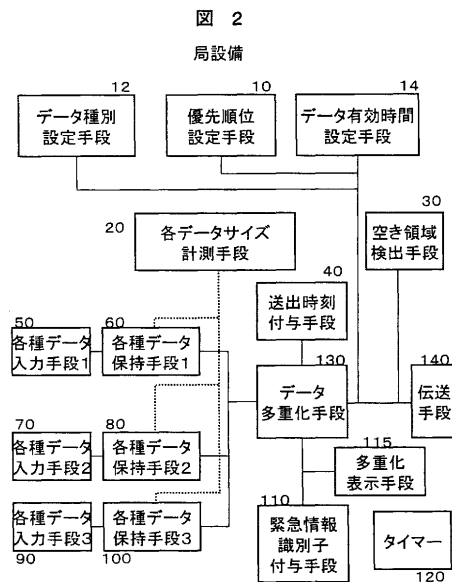 図 2
局設備
12
データ種別
設定手段
10
優先順位
設定手段
14
データ有効時間
設定手段
20
各データサイズ
計測手段
30
空き領域
検出手段
40
送出時刻
付与手段
50
各種データ
入力手段1
60
各種データ
保持手段1
130
データ
多重化手段
140
伝送
手段
70
各種データ
入力手段2
80
各種データ
保持手段2
115
多重化
表示手段
各種データ
入力手段3
90
各種データ
保持手段3
100
110
緊急情報
識別子
付与手段
タイマー
120